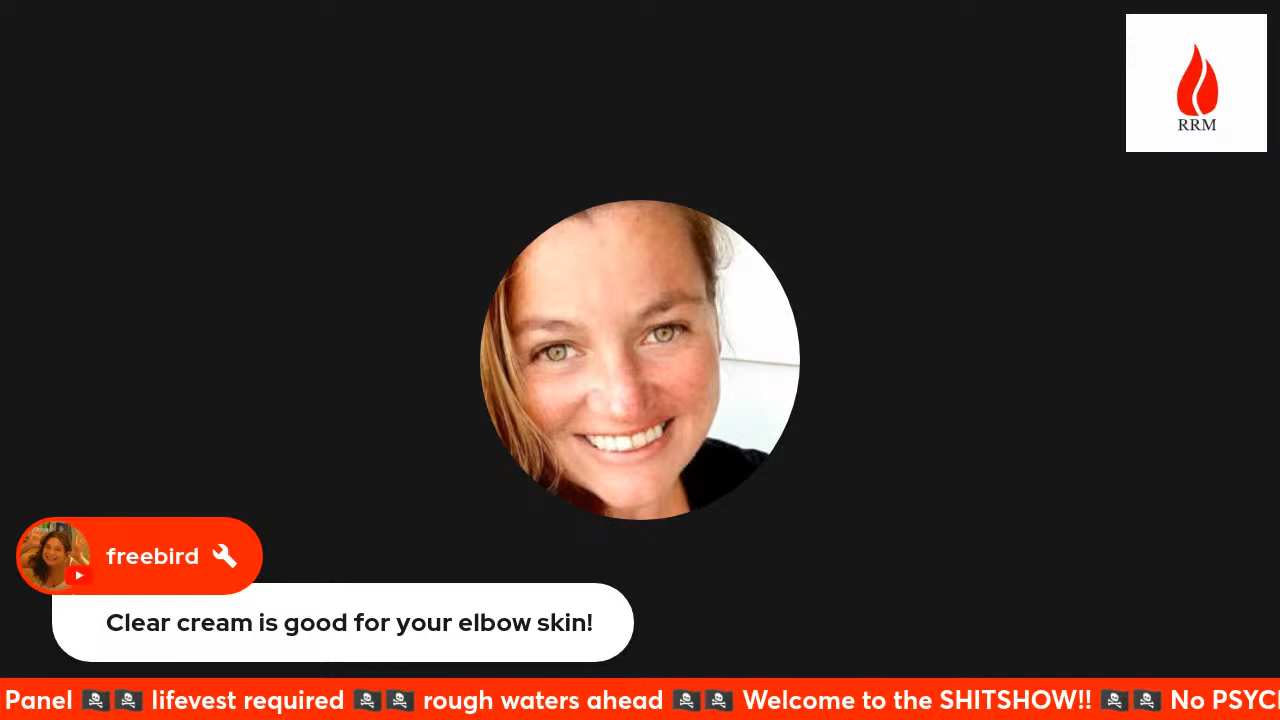 RRM
freebird
Clear cream is good for your elbow skin!
Panel 🏴‍☠️🏴‍☠️ lifevest required 🏴‍☠️🏴‍☠️ rough waters ahead 🏴‍☠️🏴‍☠️ Welcome to the SHITSHOW!! 🏴‍☠️🏴‍☠️ No